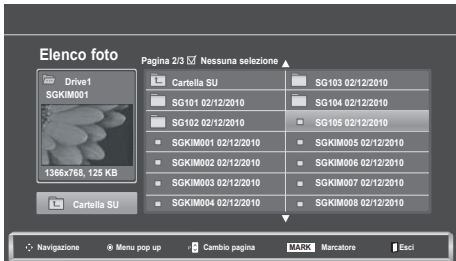 Elenco foto
Pagina 2/3 Nessuna selezione
Drive1
SGKIM001
1366x768, 125 KB
Cartella SU
Cartella SU
SG101 02/12/2010
SG102 02/12/2010
SGKIM001 02/12/2010
SGKIM002 02/12/2010
SGKIM003 02/12/2010
SGKIM004 02/12/2010
SG103 02/12/2010
SG104 02/12/2010
SG105 02/12/2010
SGKIM005 02/12/2010
SGKIM006 02/12/2010
SGKIM007 02/12/2010
SGKIM008 02/12/2010
Navigazione Menu pop up P Cambio pagina MARK Marcatore Esci